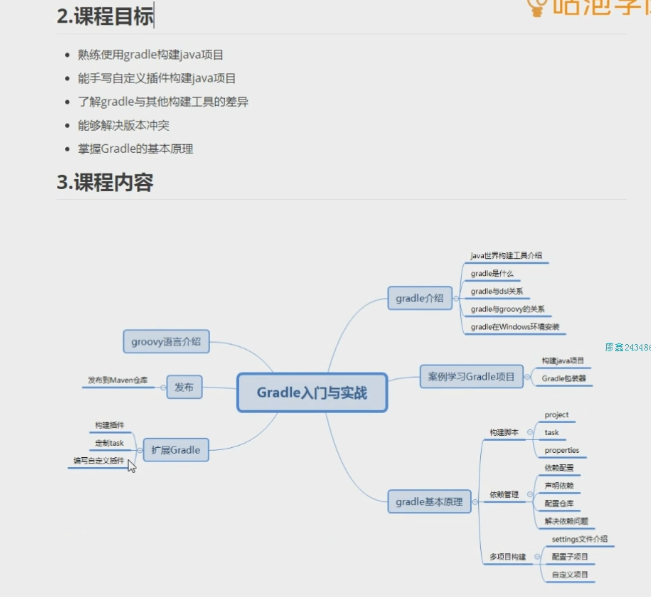 2.课程目标
咕泡学
熟练使用gradle构建java项目
能手写自定义插件构建java项目
了解gradle与其他构建工具的差异
能够解决版本冲突
掌握Gradle的基本原理
3.课程内容
Gradle入门与实战
gradle介绍
java世界构建工具介绍
gradle是什么
gradle与dsl关系
gradle与groovy的关系
gradle在Windows环境安装
案例学习Gradle项目
构建java项目
Gradle包装器
gradle基本原理
构建脚本
project
task
properties
依赖管理
依赖配置
声明依赖
配置仓库
解决依赖问题
多项目构建
settings文件介绍
配置子项目
自定义项目
groovy语言介绍
发布
发布到Maven仓库
扩展Gradle
构建插件
定制task
编写自定义插件